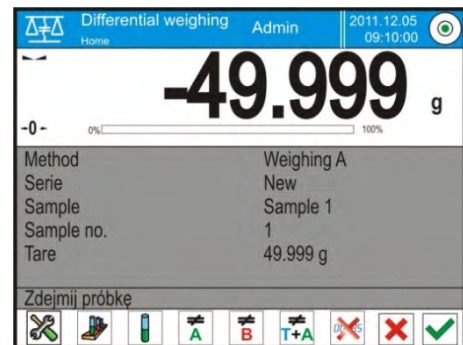 Differential weighing Admin 2011.12.05
Home 09:10:00
-49.999 g
-0- 0% 100%
Method Weighing A
Serie New
Sample Sample 1
Sample no. 1
Tare 49.999 g
Zdejmij próbkę
A B T+A